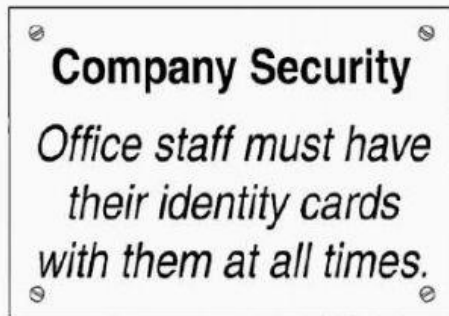 Company Security
Office staff must have
their identity cards
with them at all times.